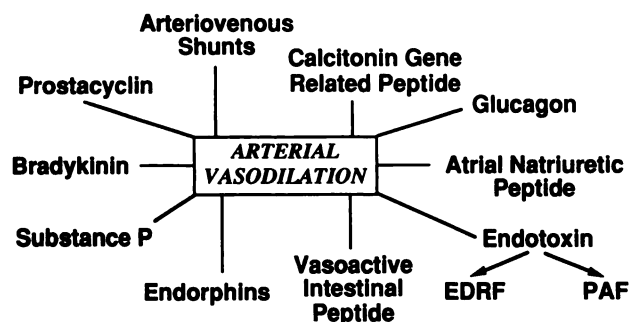 Arteriovenous
Shunts
Calcitonin Gene
Related Peptide
Prostacyclin
Glucagon
ARTERIAL
VASODILATION
Bradykinin
Atrial Natriuretic
Peptide
Substance P
Endotoxin
Endorphins
Vasoactive
Intestinal
Peptide
EDRF
PAF